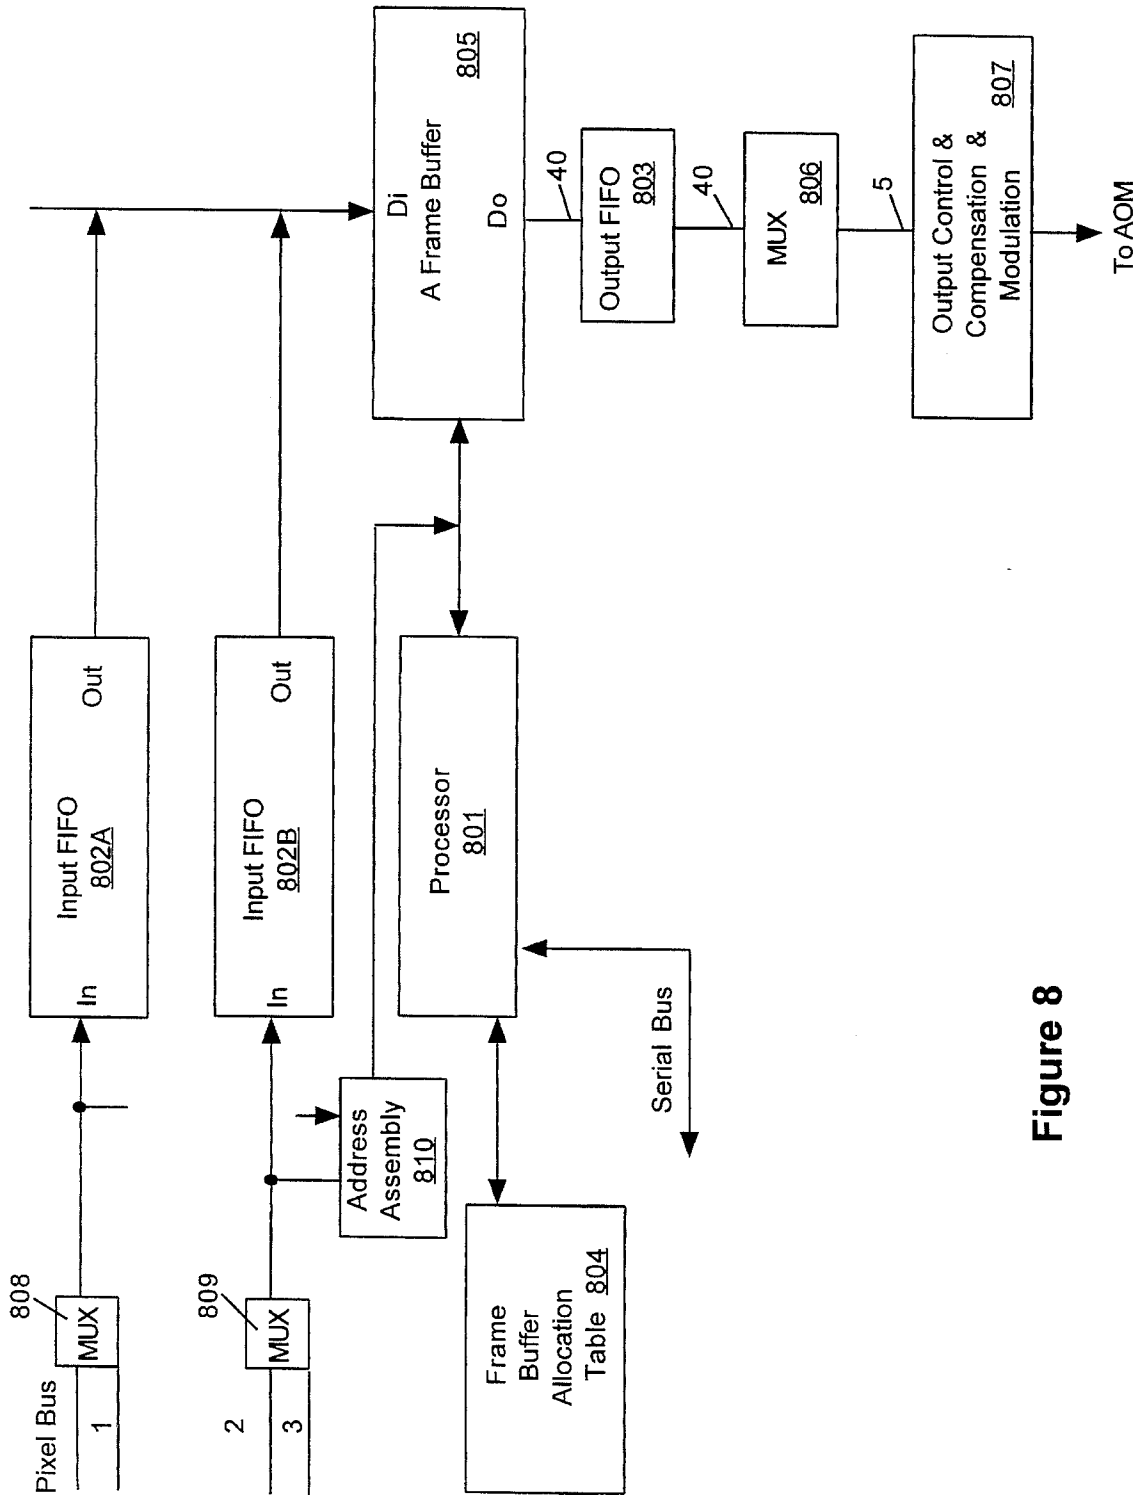 Pixel Bus
1
808
MUX
In
Input FIFO
802A
Out
2
3
809
MUX
In
Input FIFO
802B
Out
Address
Assembly
810
Processor
801
Di
A Frame Buffer
805
Do
Frame
Buffer
Allocation
Table 804
Serial Bus
40
Output FIFO
803
40
MUX
806
5
Output Control &
Compensation &
Modulation
807
To AOM
Figure 8